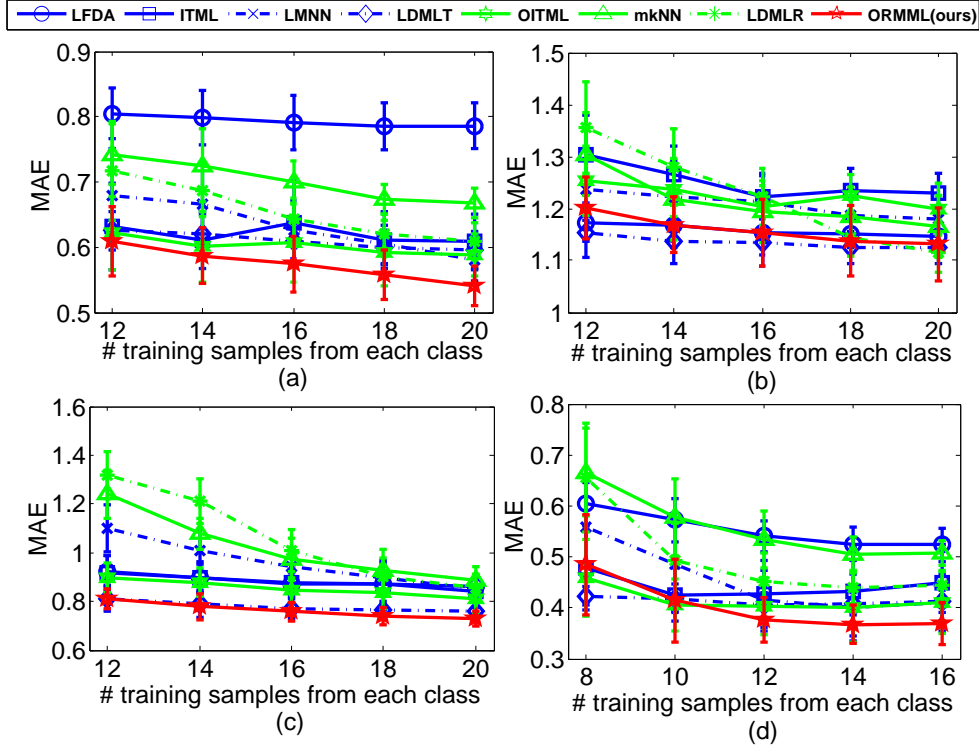 LFDA ITML LMNN LDMLT OITML mkNN LDMLR ORMML(ours)
0.9
0.8
0.7
0.6
0.5
MAE
12 14 16 18 20
# training samples from each class
(a)
1.5
1.4
1.3
1.2
1.1
1
MAE
12 14 16 18 20
# training samples from each class
(b)
1.6
1.4
1.2
1
0.8
0.6
MAE
12 14 16 18 20
# training samples from each class
(c)
0.8
0.7
0.6
0.5
0.4
0.3
MAE
8 10 12 14 16
# training samples from each class
(d)